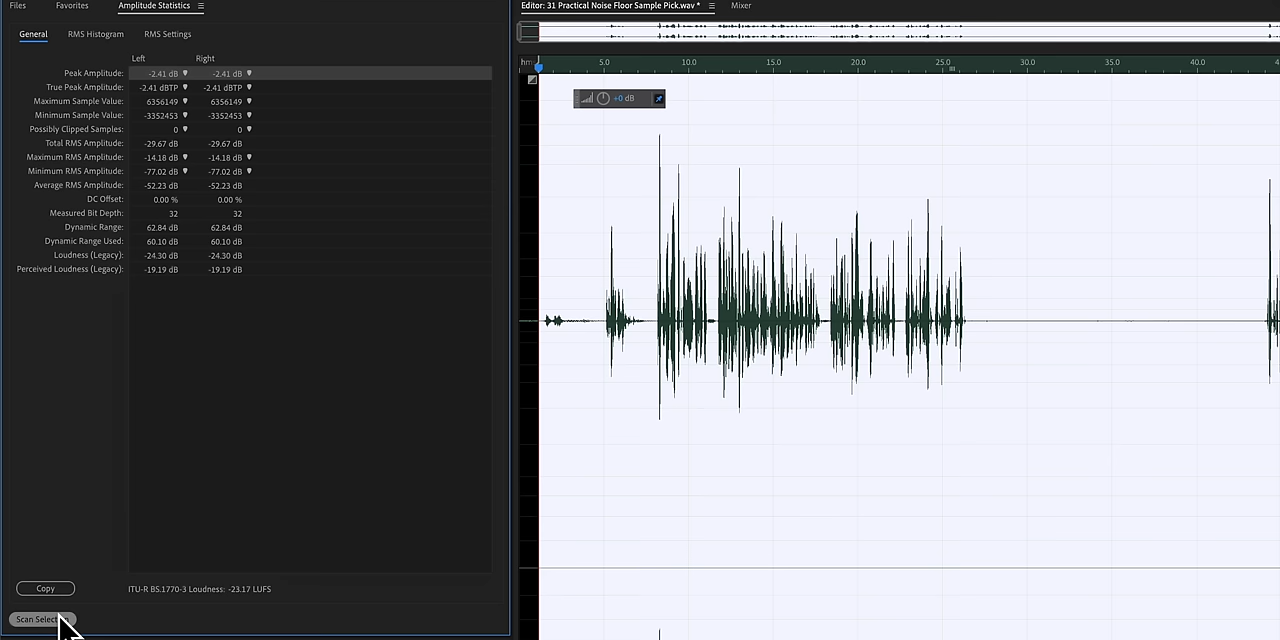 Files Favorites Amplitude Statistics
General RMS Histogram RMS Settings
Left Right
Peak Amplitude: -2.41 dB -2.41 dB
True Peak Amplitude: -2.41 dBTP -2.41 dBTP
Maximum Sample Value: 6356149 6356149
Minimum Sample Value: -3352453 -3352453
Possibly Clipped Samples: 0 0
Total RMS Amplitude: -29.67 dB -29.67 dB
Maximum RMS Amplitude: -14.18 dB -14.18 dB
Minimum RMS Amplitude: -77.02 dB -77.02 dB
Average RMS Amplitude: -52.23 dB -52.23 dB
DC Offset: 0.00 % 0.00 %
Measured Bit Depth: 32 32
Dynamic Range: 62.84 dB 62.84 dB
Dynamic Range Used: 60.10 dB 60.10 dB
Loudness (Legacy): -24.30 dB -24.30 dB
Perceived Loudness (Legacy): -19.19 dB -19.19 dB
Copy
ITU-R BS.1770-3 Loudness: -23.17 LUFS
Scan
Editor: 31 Practical Noise Floor Sample Pick.wav * Mixer
5.0 10.0 15.0 20.0 25.0 30.0 35.0 40.0
+0 dB